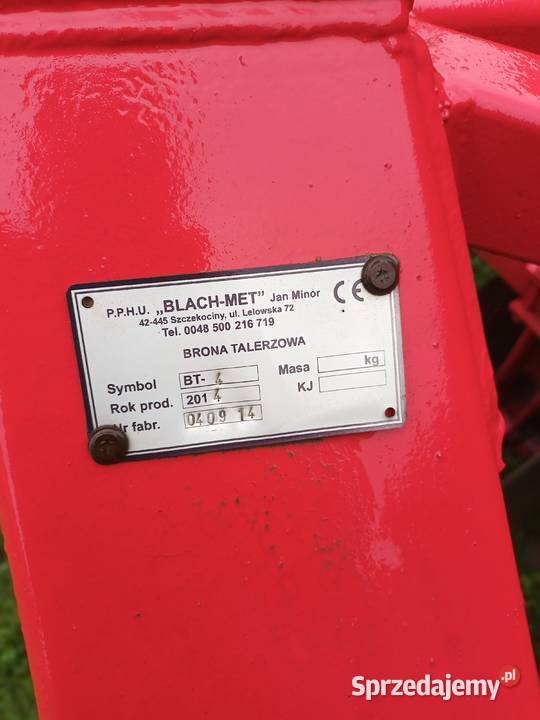 P.P.H.U. „BLACH-MET” Jan Minor CE
42-445 Szczekociny, ul. Lelowska 72
Tel. 0048 500 216 719
BRONA TALERZOWA
Symbol BT- 4
Rok prod. 2014
Nr fabr. 0409 14
Masa kg
KJ
Sprzedajemy.pl